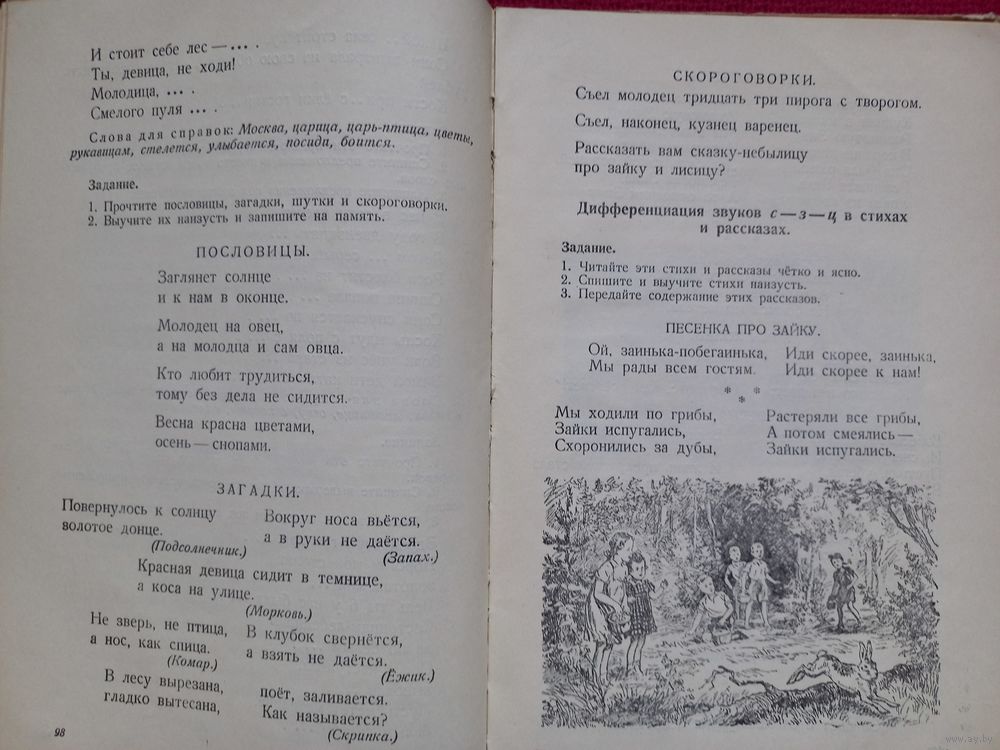 И стоит себе лес — ... .
Ты, девица, не ходи!
Молодица, ... .
Смелого пуля ... .
Слова для справок: Москва, царица, царь-птица, цветы,
рукавицам, стелется, улыбается, посиди, боится.
Задание.
1. Прочтите пословицы, загадки, шутки и скороговорки.
2. Выучите их наизусть и запишите на память.
ПОСЛОВИЦЫ.
Заглянет солнце
и к нам в оконце.
Молодец на овец,
а на молодца и сам овца.
Кто любит трудиться,
тому без дела не сидится.
Весна красна цветами,
осень — снопами.
ЗАГАДКИ.
Повернулось к солнцу
волотое донце.
(Подсолнечник.)
Вокруг носа вьётся,
а в руки не даётся.
(Запах.)
Красная девица сидит в темнице,
а коса на улице.
(Морковь.)
Не зверь, не птица,
а нос, как спица.
(Комар.)
В клубок свернётся,
а взять не даётся.
(Ёжик.)
В лесу вырезана,
гладко вытесана,
поёт, заливается.
Как называется?
(Скрипка.)
98
СКОРОГОВОРКИ.
Съел молодец тридцать три пирога с творогом.
Съел, наконец, кузнец варенец.
Рассказать вам сказку-небылицу
про зайку и лисицу?
Дифференциация звуков с — з — ц в стихах
и рассказах.
Задание.
1. Читайте эти стихи и рассказы чётко и ясно.
2. Спишите и выучите стихи наизусть.
3. Передайте содержание этих рассказов.
ПЕСЕНКА ПРО ЗАЙКУ.
Ой, заинька-побегаинька,
Мы рады всем гостям.
Иди скорее, заинька,
Иди скорее к нам!
* * *
Мы ходили по грибы,
Зайки испугались,
Схоронились за дубы,
Растеряли все грибы,
А потом смеялись —
Зайки испугались.
www.ay.by